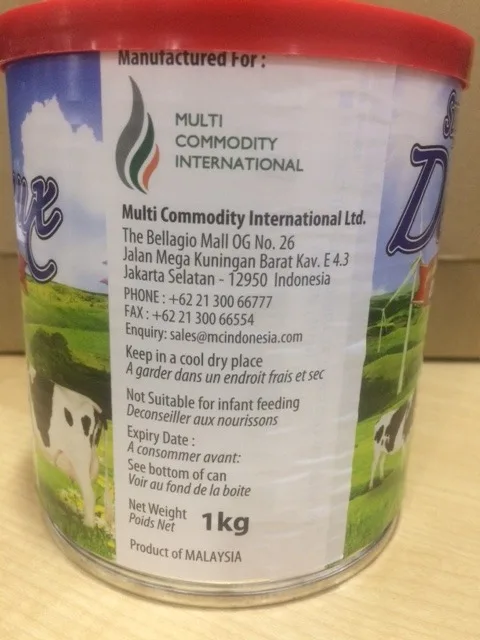 Manufactured For :
MULTI
COMMODITY
INTERNATIONAL
Multi Commodity International Ltd.
The Bellagio Mall OG No. 26
Jalan Mega Kuningan Barat Kav. E 4.3
Jakarta Selatan - 12950 Indonesia
PHONE : +62 21 300 66777
FAX : +62 21 300 66554
Enquiry: sales@mcindonesia.com
Keep in a cool dry place
A garder dans un endroit frais et sec
Not Suitable for infant feeding
Deconseiller aux nourissons
Expiry Date :
A consommer avant:
See bottom of can
Voir au fond de la boite
Net Weight
Poids Net
1kg
Product of MALAYSIA